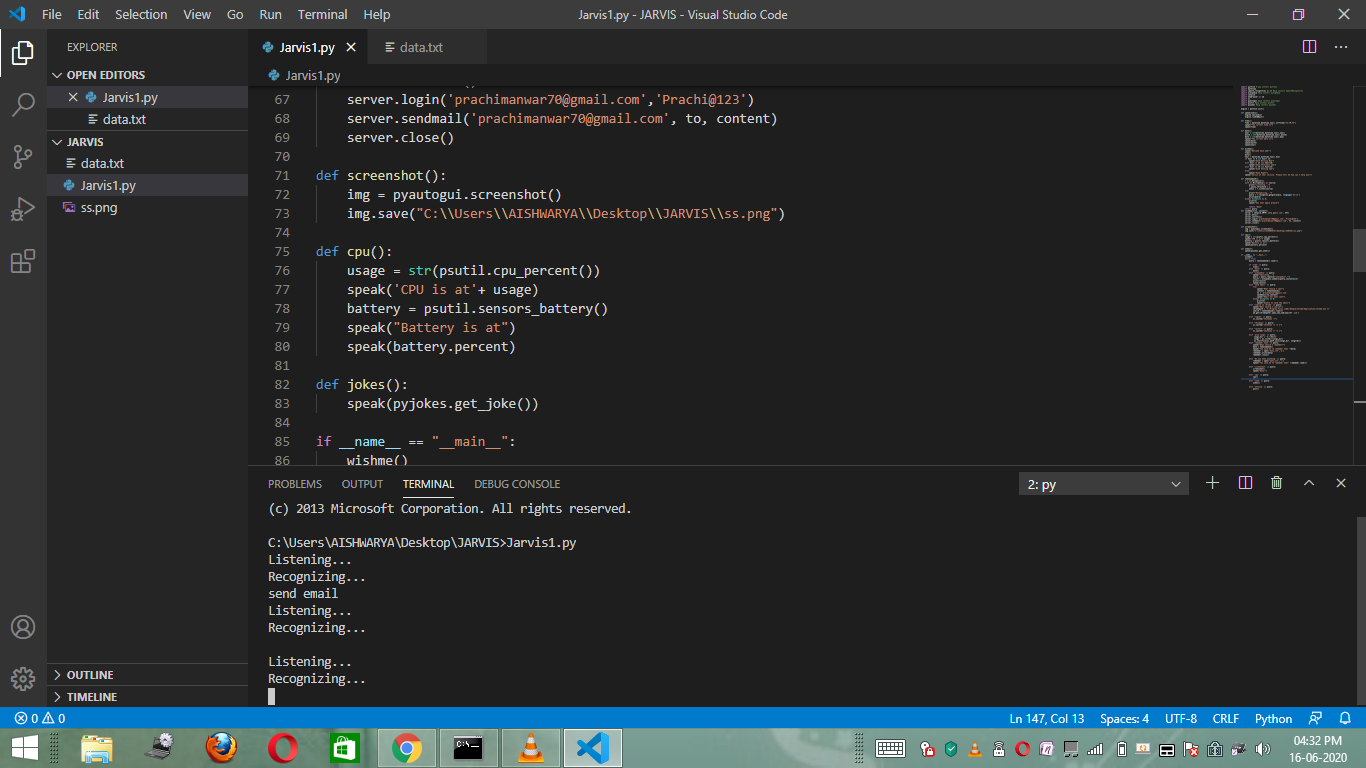 File Edit Selection View Go Run Terminal Help
Jarvis1.py - JARVIS - Visual Studio Code
EXPLORER
OPEN EDITORS
Jarvis1.py
data.txt
JARVIS
data.txt
Jarvis1.py
ss.png
OUTLINE
TIMELINE
Jarvis1.py
data.txt
Jarvis1.py
67 server.login('prachimanwar70@gmail.com','Prachi@123')
68 server.sendmail('prachimanwar70@gmail.com', to, content)
69 server.close()
70
71 def screenshot():
72 img = pyautogui.screenshot()
73 img.save("C:\\Users\\AISHWARYA\\Desktop\\JARVIS\\ss.png")
74
75 def cpu():
76 usage = str(psutil.cpu_percent())
77 speak('CPU is at'+ usage)
78 battery = psutil.sensors_battery()
79 speak("Battery is at")
80 speak(battery.percent)
81
82 def jokes():
83 speak(pyjokes.get_joke())
84
85 if __name__ == "__main__":
86 wishme()
PROBLEMS OUTPUT TERMINAL DEBUG CONSOLE
2: py
(c) 2013 Microsoft Corporation. All rights reserved.
C:\Users\AISHWARYA\Desktop\JARVIS>Jarvis1.py
Listening...
Recognizing...
send email
Listening...
Recognizing...
Listening...
Recognizing...
0 0
Ln 147, Col 13 Spaces: 4 UTF-8 CRLF Python
04:32 PM
16-06-2020